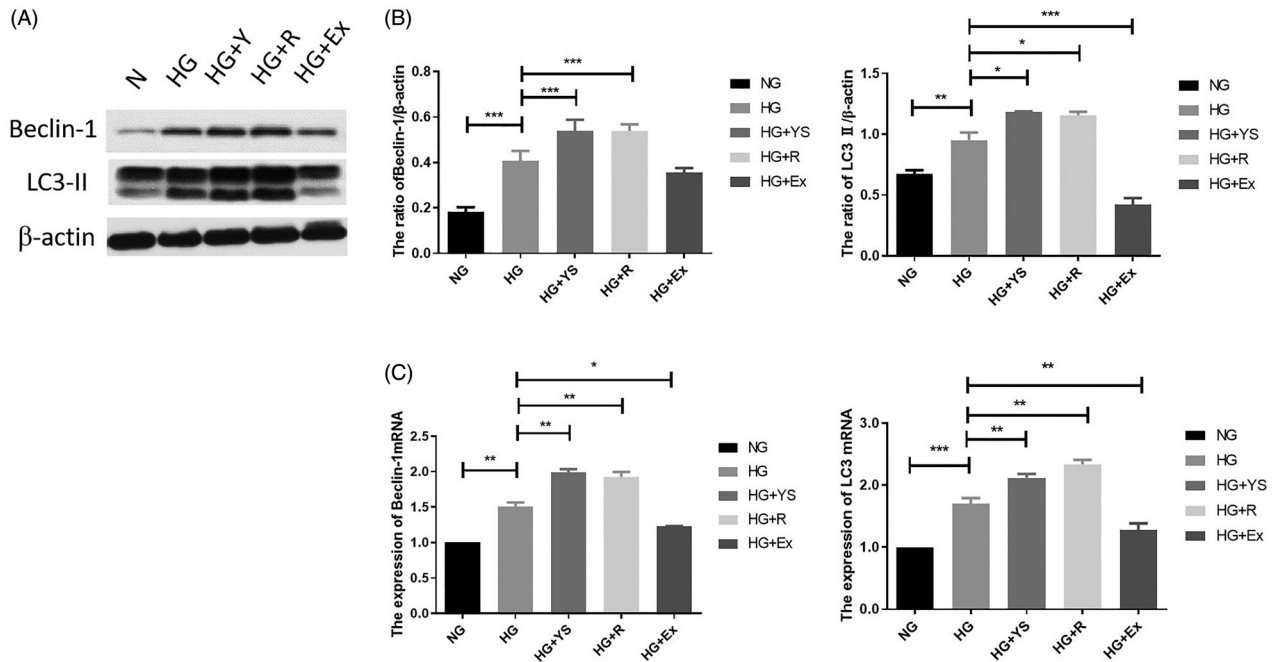 (A)
N
HG
HG+Y
HG+R
HG+Ex
Beclin-1
LC3-II
β-actin
(B)
The ratio of Beclin-1/β-actin
0.8
0.6
0.4
0.2
0.0
***
***
***
NG
HG
HG+YS
HG+R
HG+Ex
NG
HG
HG+YS
HG+R
HG+Ex
The ratio of LC3 II/β-actin
1.5
1.0
0.5
0.0
***
*
*
**
NG
HG
HG+YS
HG+R
HG+Ex
NG
HG
HG+YS
HG+R
HG+Ex
(C)
The expression of Beclin-1mRNA
2.5
2.0
1.5
1.0
0.5
0.0
*
**
**
**
NG
HG
HG+YS
HG+R
HG+Ex
NG
HG
HG+YS
HG+R
HG+Ex
The expression of LC3 mRNA
3.0
2.0
1.0
0.0
**
**
**
***
NG
HG
HG+YS
HG+R
HG+Ex
NG
HG
HG+YS
HG+R
HG+Ex